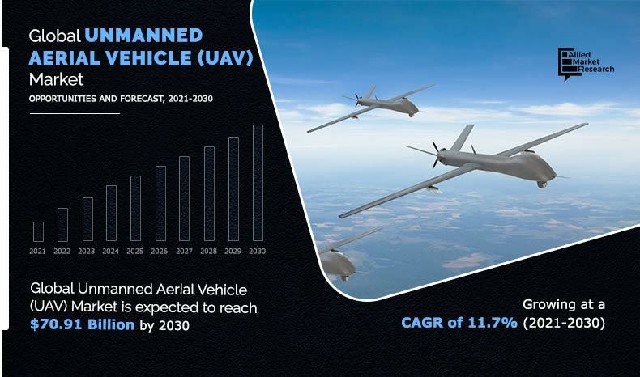 Global UNMANNED
AERIAL VEHICLE (UAV)
Market
OPPORTUNITIES AND FORECAST, 2021-2030
Allied
Market
Research
2021 2022 2023 2024 2025 2026 2027 2028 2029 2030
Global Unmanned Aerial Vehicle
(UAV) Market is expected to reach
$70.91 Billion by 2030
Growing at a
CAGR of 11.7% (2021-2030)